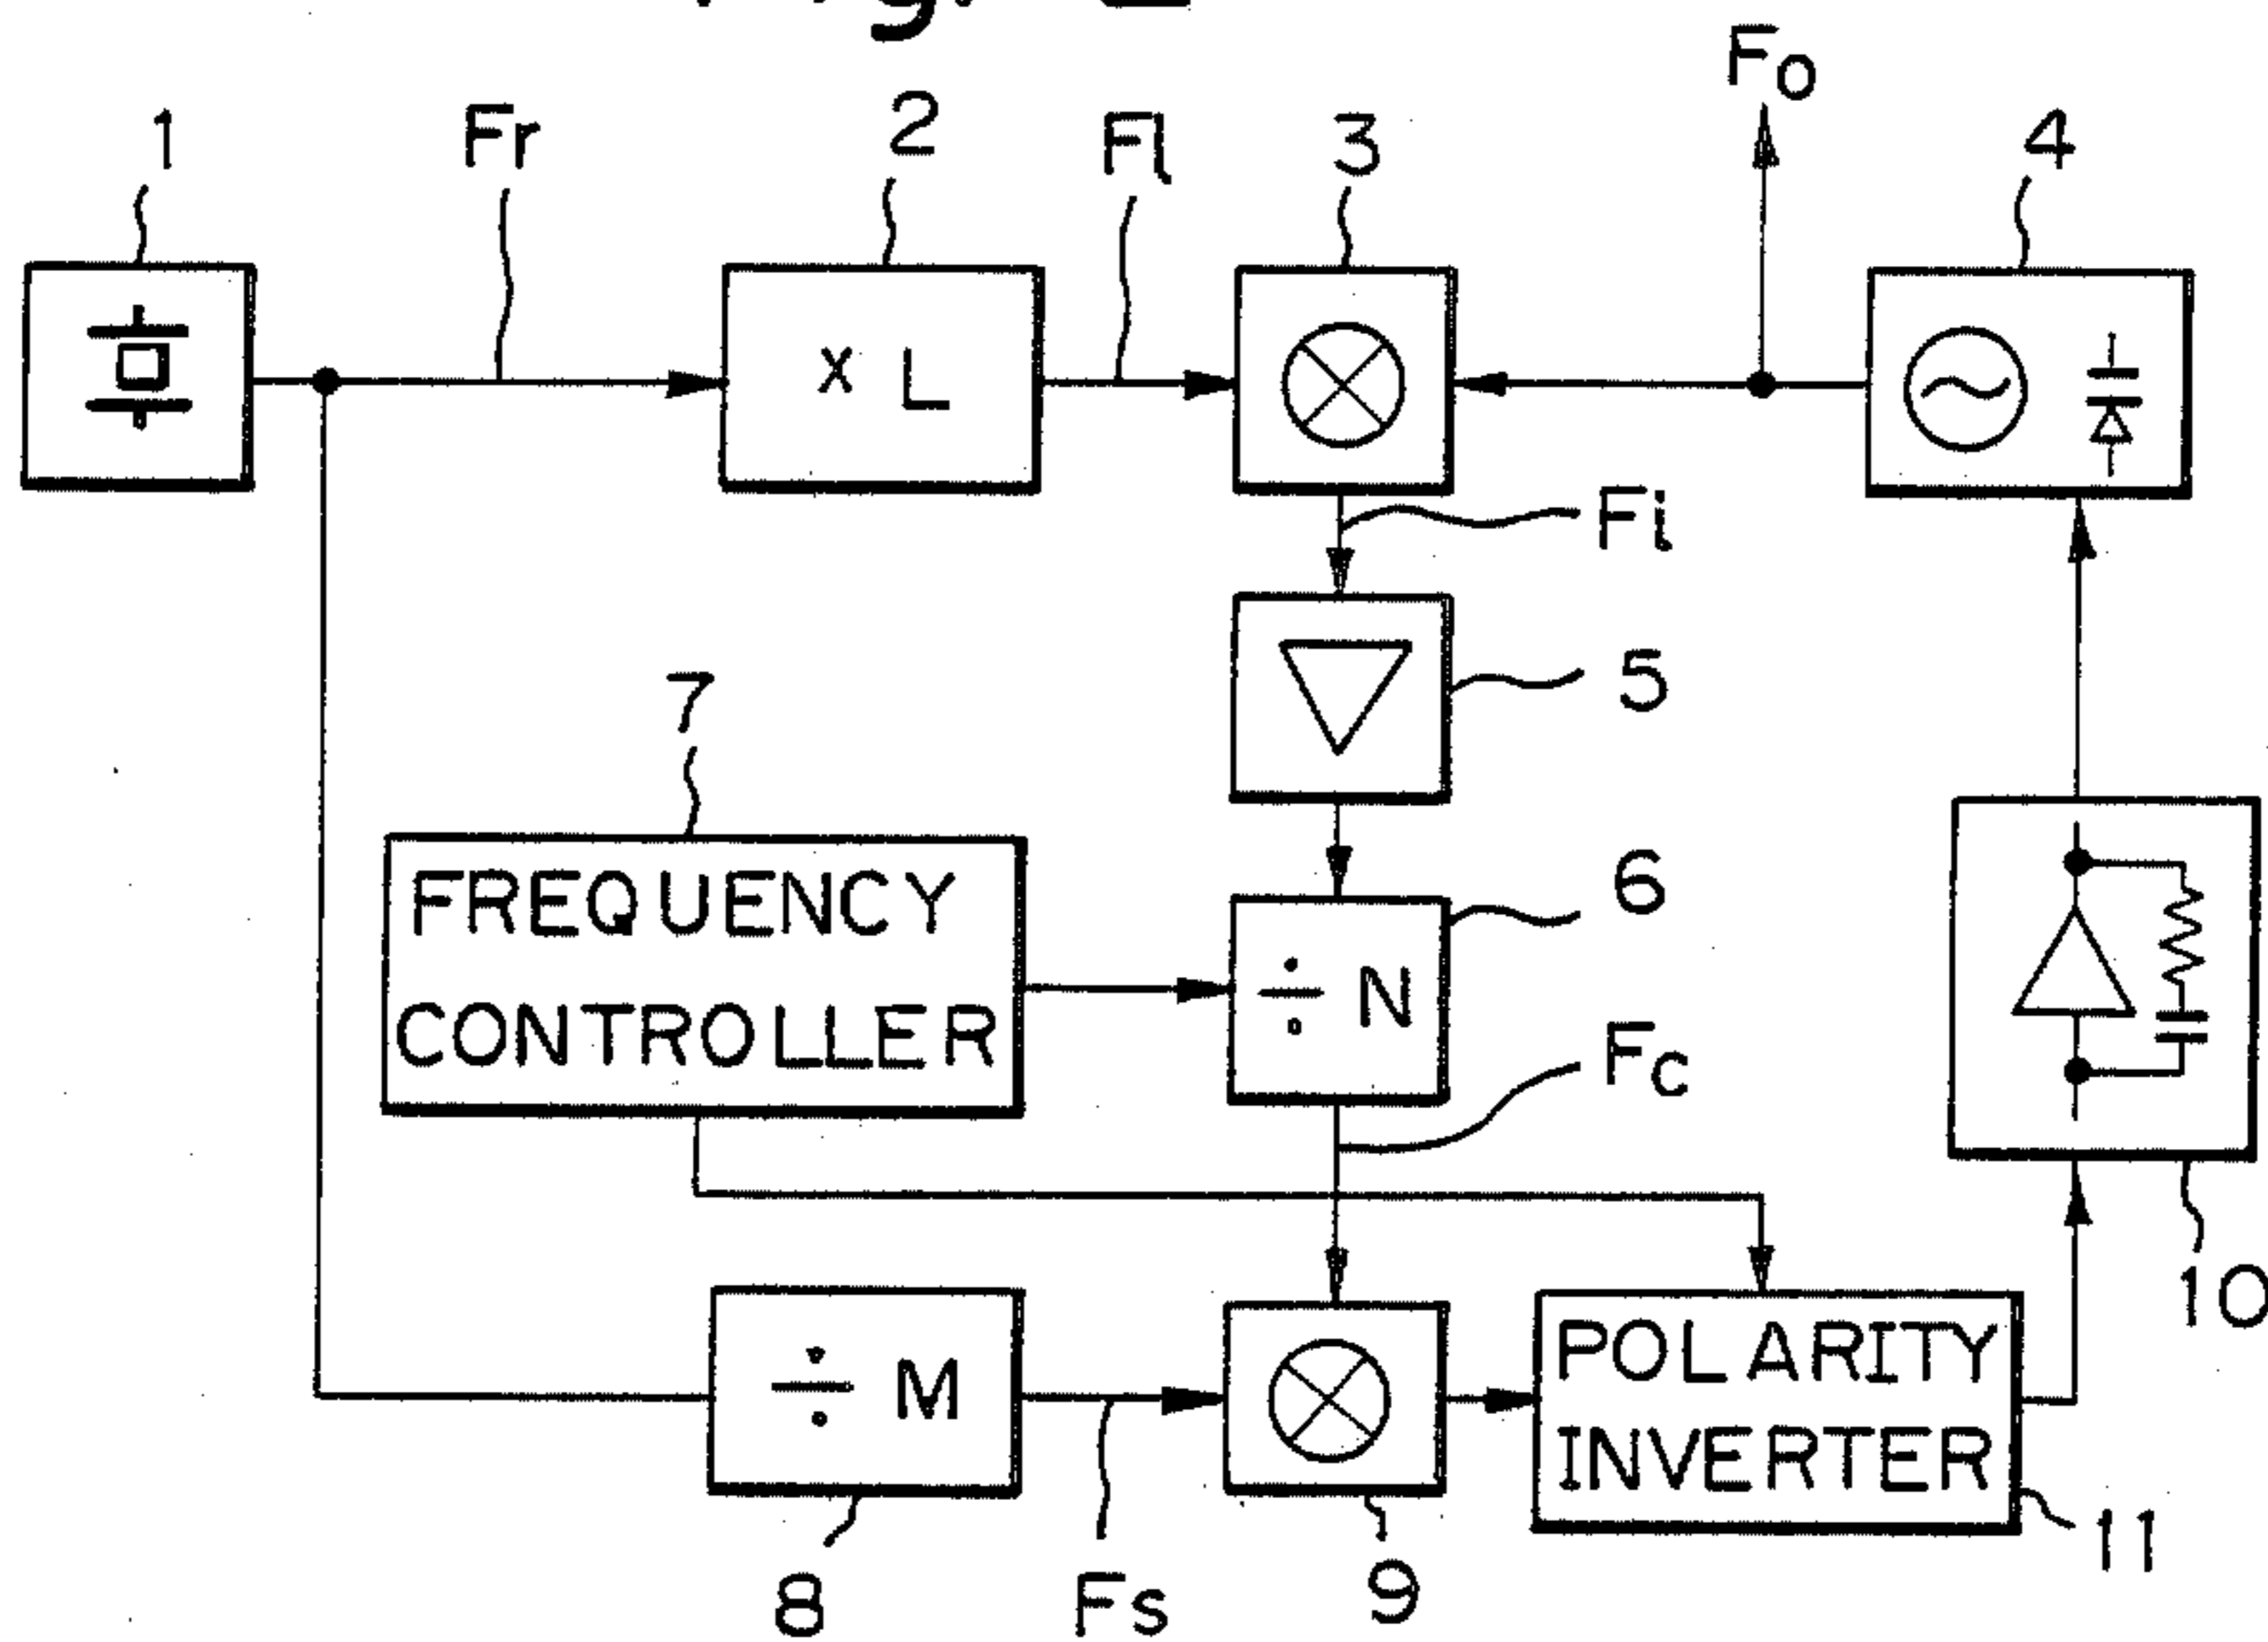 Fo
1
Fr
2
Fl
3
4
x L
Fi
5
7
6
FREQUENCY
CONTROLLER
÷ N
Fc
10
÷ M
POLARITY
INVERTER
11
8
Fs
9